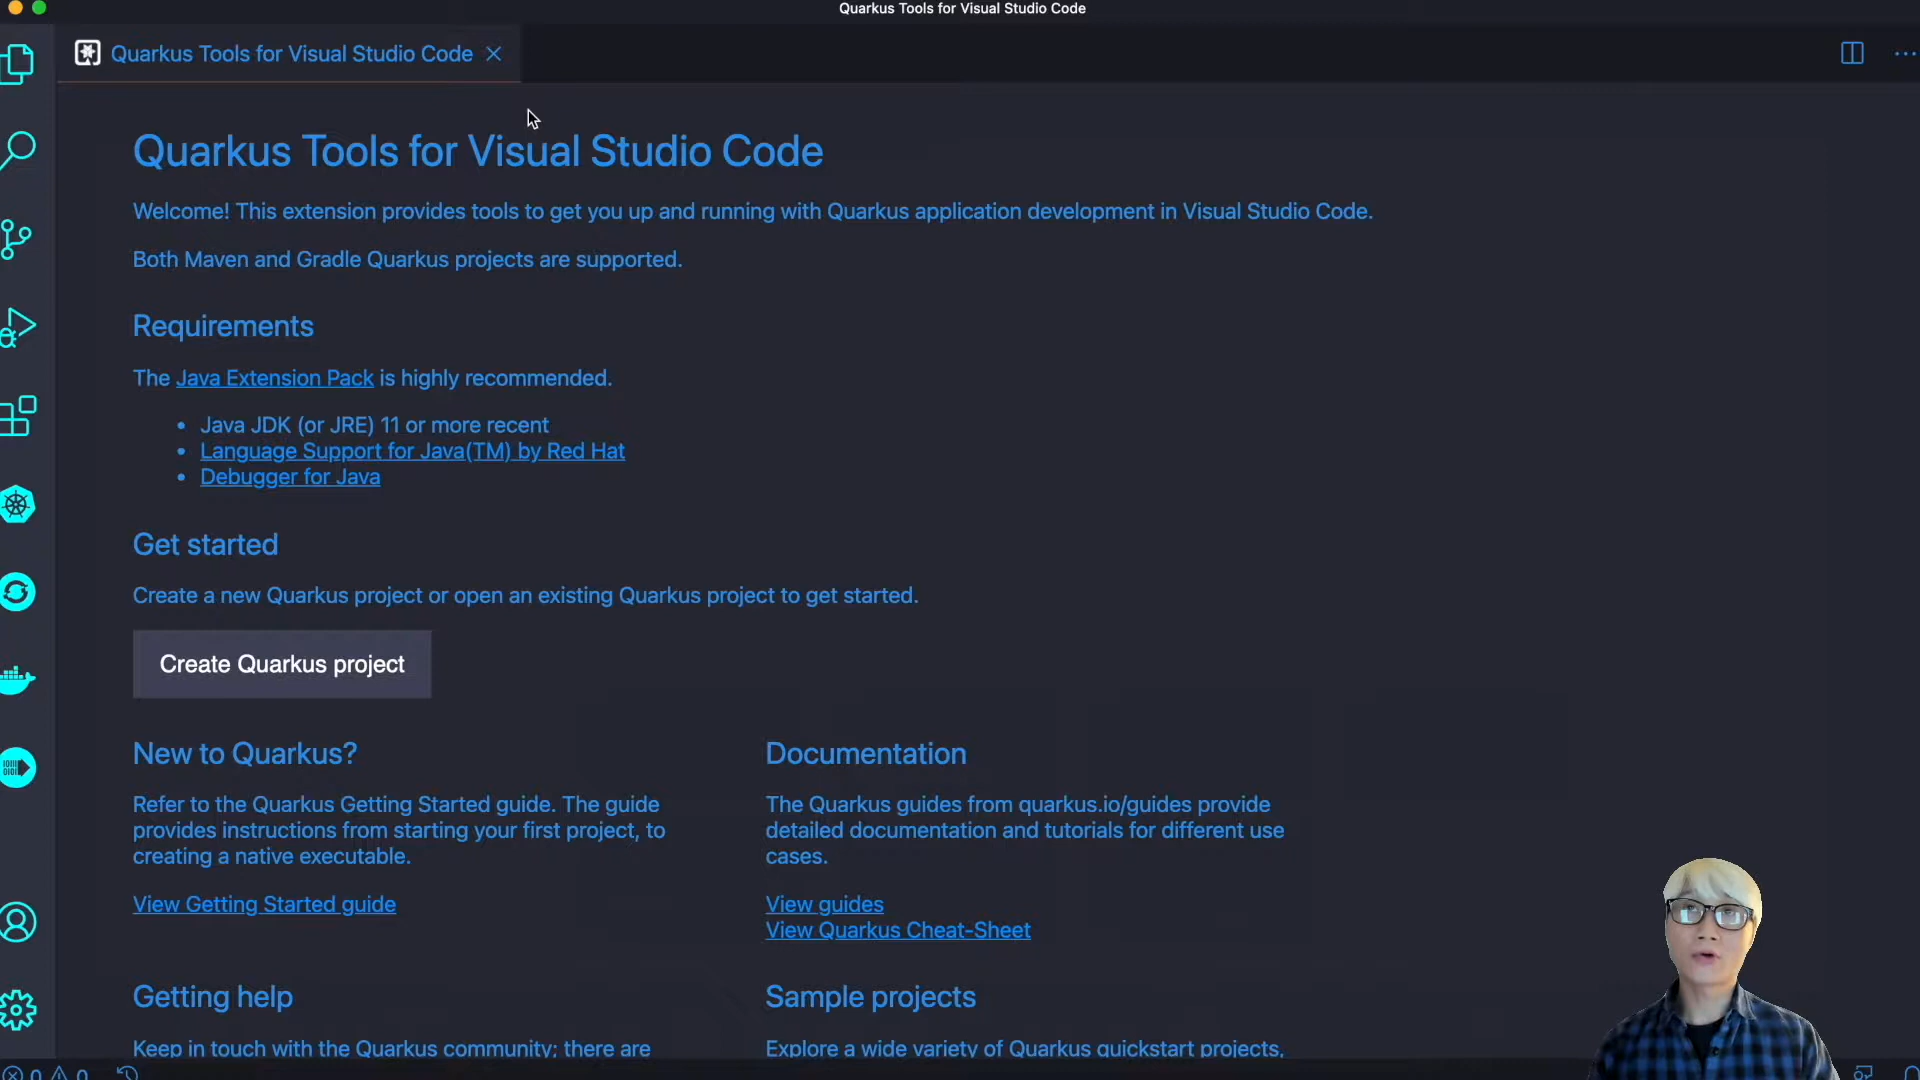 Quarkus Tools for Visual Studio Code
Quarkus Tools for Visual Studio Code
Quarkus Tools for Visual Studio Code
Welcome! This extension provides tools to get you up and running with Quarkus application development in Visual Studio Code.
Both Maven and Gradle Quarkus projects are supported.
Requirements
The Java Extension Pack is highly recommended.
• Java JDK (or JRE) 11 or more recent
• Language Support for Java(TM) by Red Hat
• Debugger for Java
Get started
Create a new Quarkus project or open an existing Quarkus project to get started.
Create Quarkus project
New to Quarkus?
Refer to the Quarkus Getting Started guide. The guide
provides instructions from starting your first project, to
creating a native executable.
View Getting Started guide
Documentation
The Quarkus guides from quarkus.io/guides provide
detailed documentation and tutorials for different use
cases.
View guides
View Quarkus Cheat-Sheet
Getting help
Keep in touch with the Quarkus community; there are
Sample projects
Explore a wide variety of Quarkus quickstart projects,
0 0